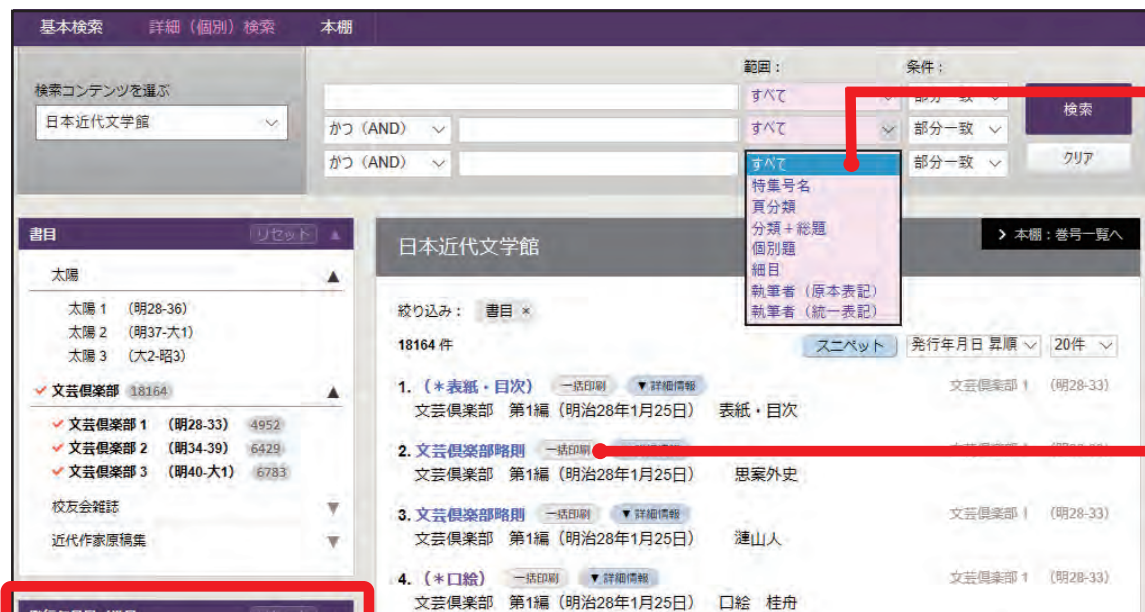 基本検索 詳細（個別）検索 本棚
検索コンテンツを選ぶ
日本近代文学館
範囲： 条件：
すべて 部分一致
検索
かつ（AND） すべて 部分一致
かつ（AND） 部分一致
クリア
すべて
特集号名
頁分類
分類＋総題
個別題
細目
執筆者（原本表記）
執筆者（統一表記）
書目 リセット ▲
太陽 ▲
太陽 1 （明28-36）
太陽 2 （明37-大1）
太陽 3 （大2-昭3）
文芸倶楽部 18164 ▲
文芸倶楽部 1 （明28-33） 4952
文芸倶楽部 2 （明34-39） 6429
文芸倶楽部 3 （明40-大1） 6783
校友会雑誌 ▼
近代作家原稿集 ▼
日本近代文学館
> 本棚：巻号一覧へ
絞り込み： 書目 ×
18164 件 スニペット 発行年月日 昇順 20件
1. （＊表紙・目次） 一括印刷 ▼詳細情報 文芸倶楽部 1 （明28-33）
文芸倶楽部 第1編（明治28年1月25日） 表紙・目次
2. 文芸倶楽部略則 一括印刷
文芸倶楽部 第1編（明治28年1月25日） 思案外史
3. 文芸倶楽部略則 一括印刷 ▼詳細情報 文芸倶楽部 1 （明28-33）
文芸倶楽部 第1編（明治28年1月25日） 漣山人
4. （＊口絵） 一括印刷 ▼詳細情報 文芸倶楽部 1 （明28-33）
文芸倶楽部 第1編（明治28年1月25日） 口絵 桂舟